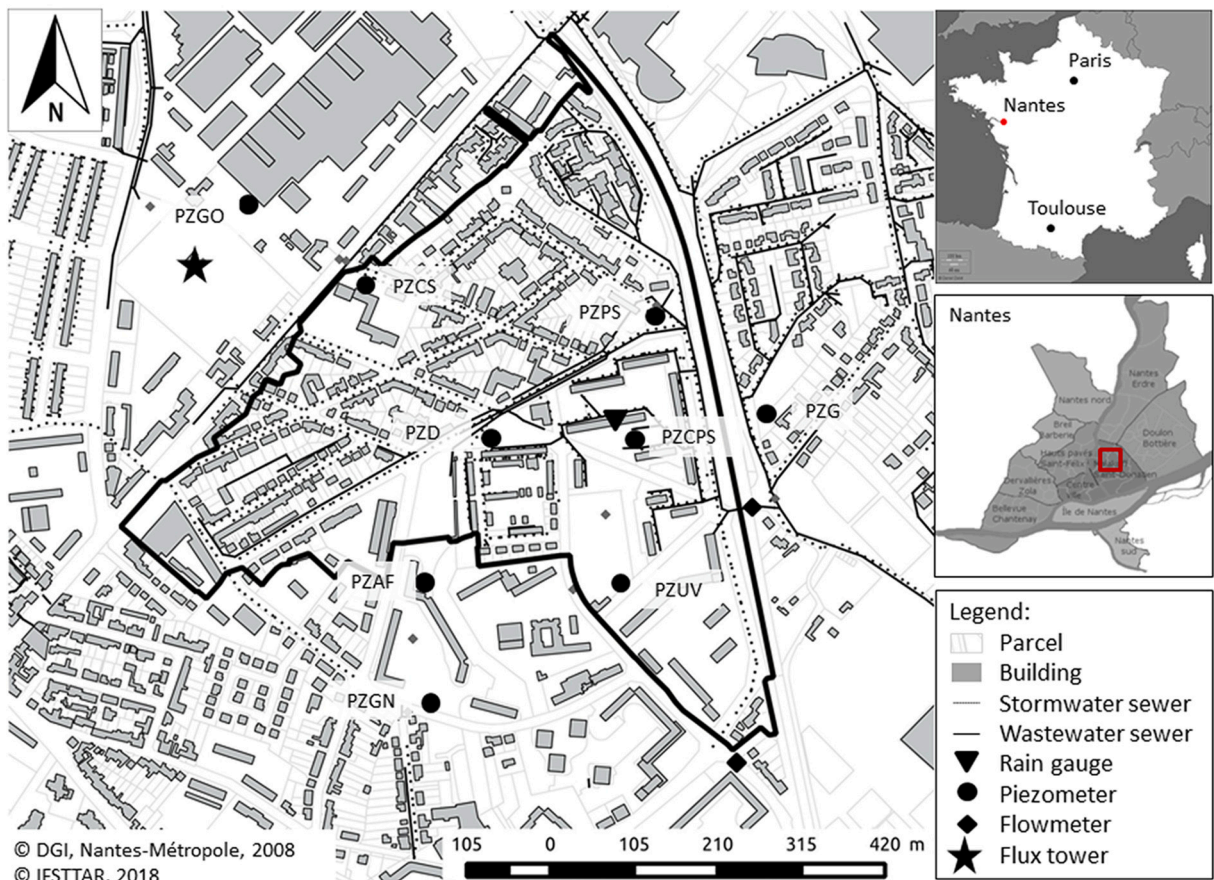 N
PZGO
PZCS
PZPS
PZD
PZCPS
PZG
PZAF
PZUV
PZGN
© DGI, Nantes-Métropole, 2008
© IFSTTAR, 2018
105 0 105 210 315 420 m
Paris
Nantes
Toulouse
Nantes
Nantes
Erdre
Nantes nord
Breil
Barberie
Doulon
Bottière
Hauts pavés
Saint-Félix
Dervallières
Zola
Centre
ville
Bellevue
Chantenay
Île de Nantes
Nantes
sud
Legend:
Parcel
Building
Stormwater sewer
Wastewater sewer
Rain gauge
Piezometer
Flowmeter
Flux tower